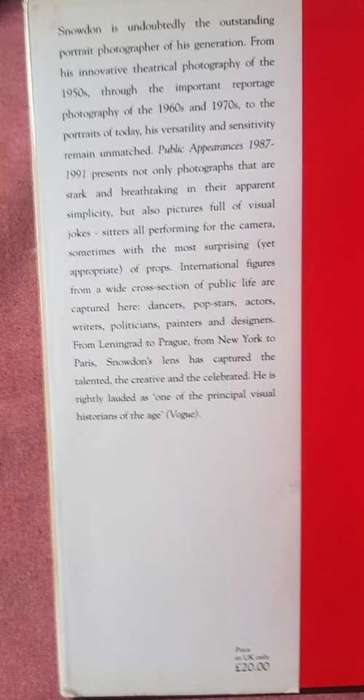 Snowdon is undoubtedly the outstanding
portrait photographer of his generation. From
his innovative theatrical photography of the
1950s, through the important reportage
photography of the 1960s and 1970s, to the
portraits of today, his versatility and sensitivity
remain unmatched. Public Appearances 1987-
1991 presents not only photographs that are
stark and breathtaking in their apparent
simplicity, but also pictures full of visual
jokes - sitters all performing for the camera,
sometimes with the most surprising (yet
appropriate) of props. International figures
from a wide cross-section of public life are
captured here: dancers, pop-stars, actors,
writers, politicians, painters and designers.
From Leningrad to Prague, from New York to
Paris, Snowdon's lens has captured the
talented, the creative and the celebrated. He is
rightly lauded as 'one of the principal visual
historians of the age' (Vogue).
Price
in UK only
£20.00